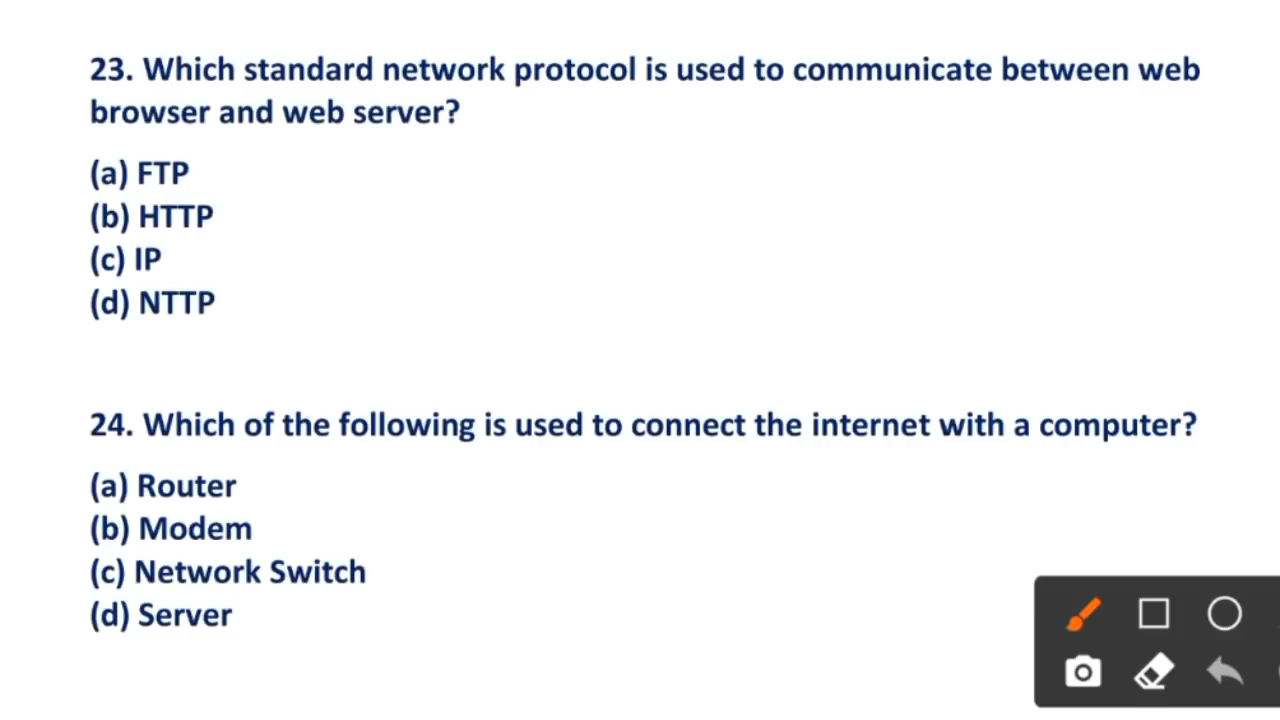 23. Which standard network protocol is used to communicate between web
browser and web server?
(a) FTP
(b) HTTP
(c) IP
(d) NTTP
24. Which of the following is used to connect the internet with a computer?
(a) Router
(b) Modem
(c) Network Switch
(d) Server